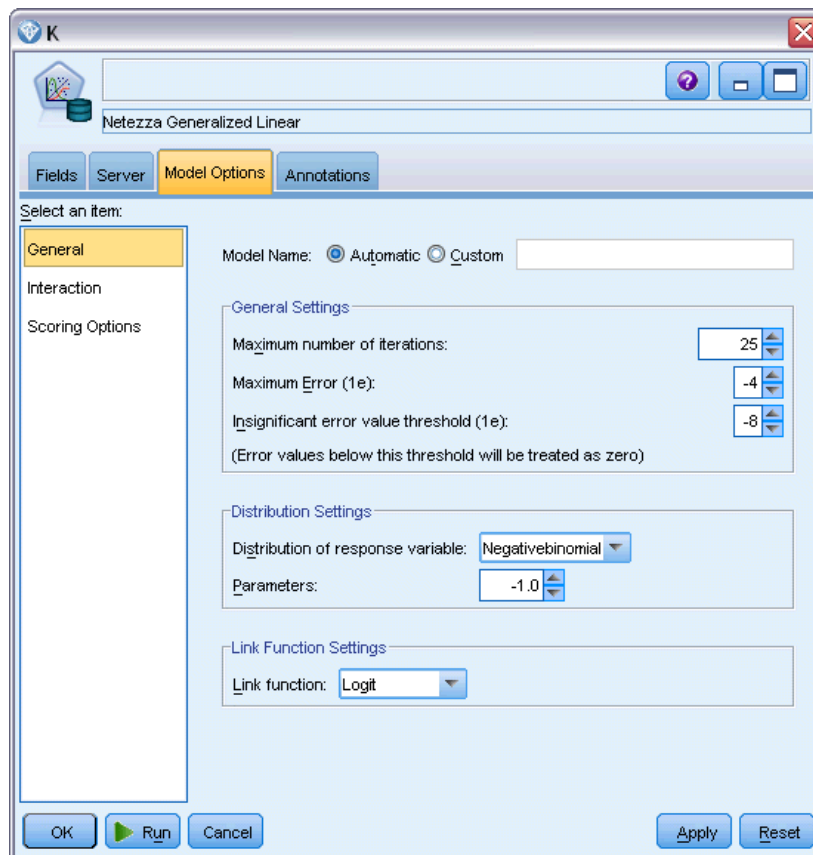 K
Netezza Generalized Linear
Fields Server Model Options Annotations
Select an item:
General
Interaction
Scoring Options
Model Name: Automatic Custom
General Settings
Maximum number of iterations: 25
Maximum Error (1e): -4
Insignificant error value threshold (1e): -8
(Error values below this threshold will be treated as zero)
Distribution Settings
Distribution of response variable: Negativebinomial
Parameters: -1.0
Link Function Settings
Link function: Logit
OK Run Cancel Apply Reset